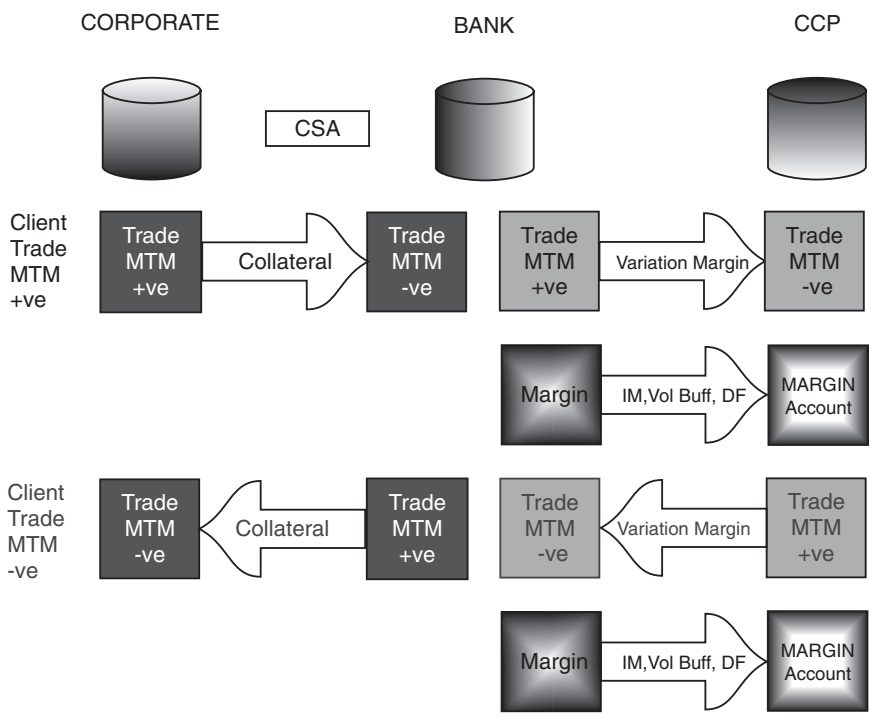 CORPORATE
BANK
CCP
CSA
Client
Trade
MTM
+ve
Trade
MTM
+ve
Collateral
Trade
MTM
-ve
Trade
MTM
+ve
Variation Margin
Trade
MTM
-ve
Margin
IM,Vol Buff, DF
MARGIN
Account
Client
Trade
MTM
-ve
Trade
MTM
-ve
Collateral
Trade
MTM
+ve
Trade
MTM
-ve
Variation Margin
Trade
MTM
+ve
Margin
IM,Vol Buff, DF
MARGIN
Account